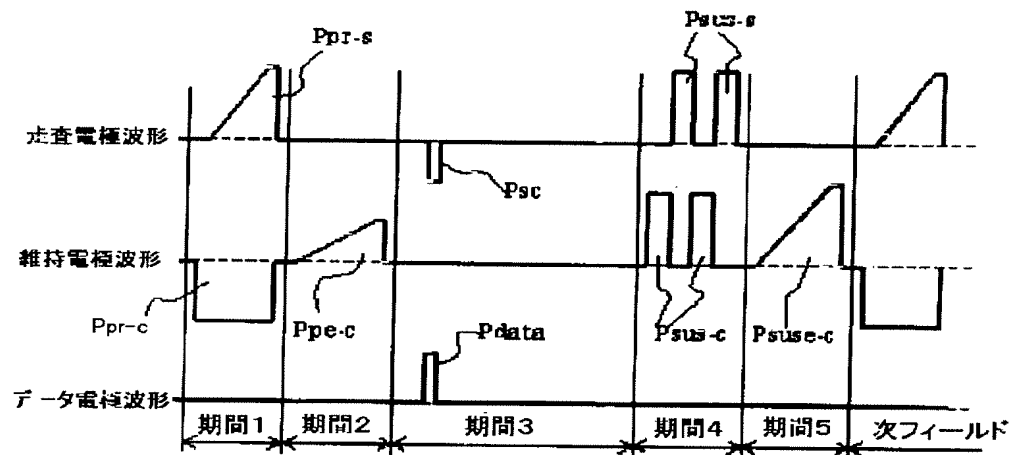 Ppr-s
Psus-s
走査電極波形
Psc
維持電極波形
Ppr-c
Ppe-c
Pdata
Psus-c
Psuse-c
データ電極波形
期間1
期間2
期間3
期間4
期間5
次フィールド